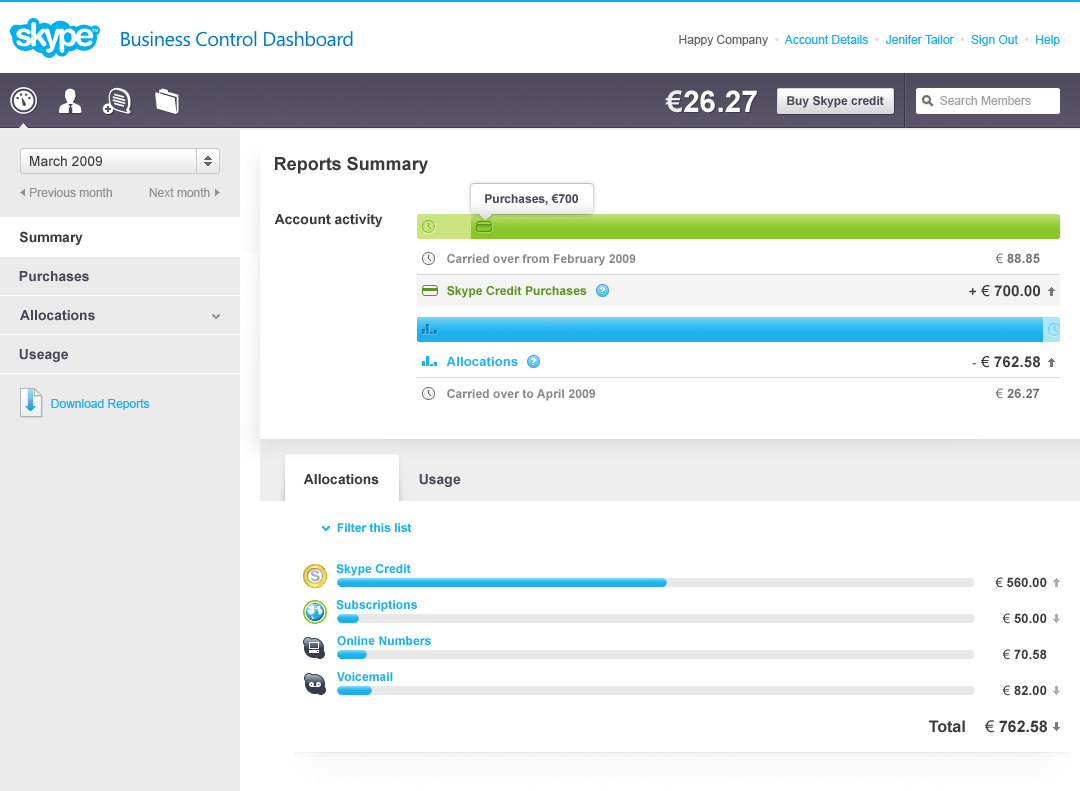 skype™ Business Control Dashboard
Happy Company • Account Details • Jenifer Tailor • Sign Out • Help
€26.27 Buy Skype credit Search Members
March 2009
Previous month Next month
Summary
Purchases
Allocations
Useage
Download Reports
Reports Summary
Purchases, €700
Account activity
Carried over from February 2009 € 88.85
Skype Credit Purchases ? + € 700.00
Allocations ? - € 762.58
Carried over to April 2009 € 26.27
Allocations Usage
Filter this list
S
Skype Credit € 560.00
Subscriptions € 50.00
Online Numbers € 70.58
Voicemail € 82.00
Total € 762.58